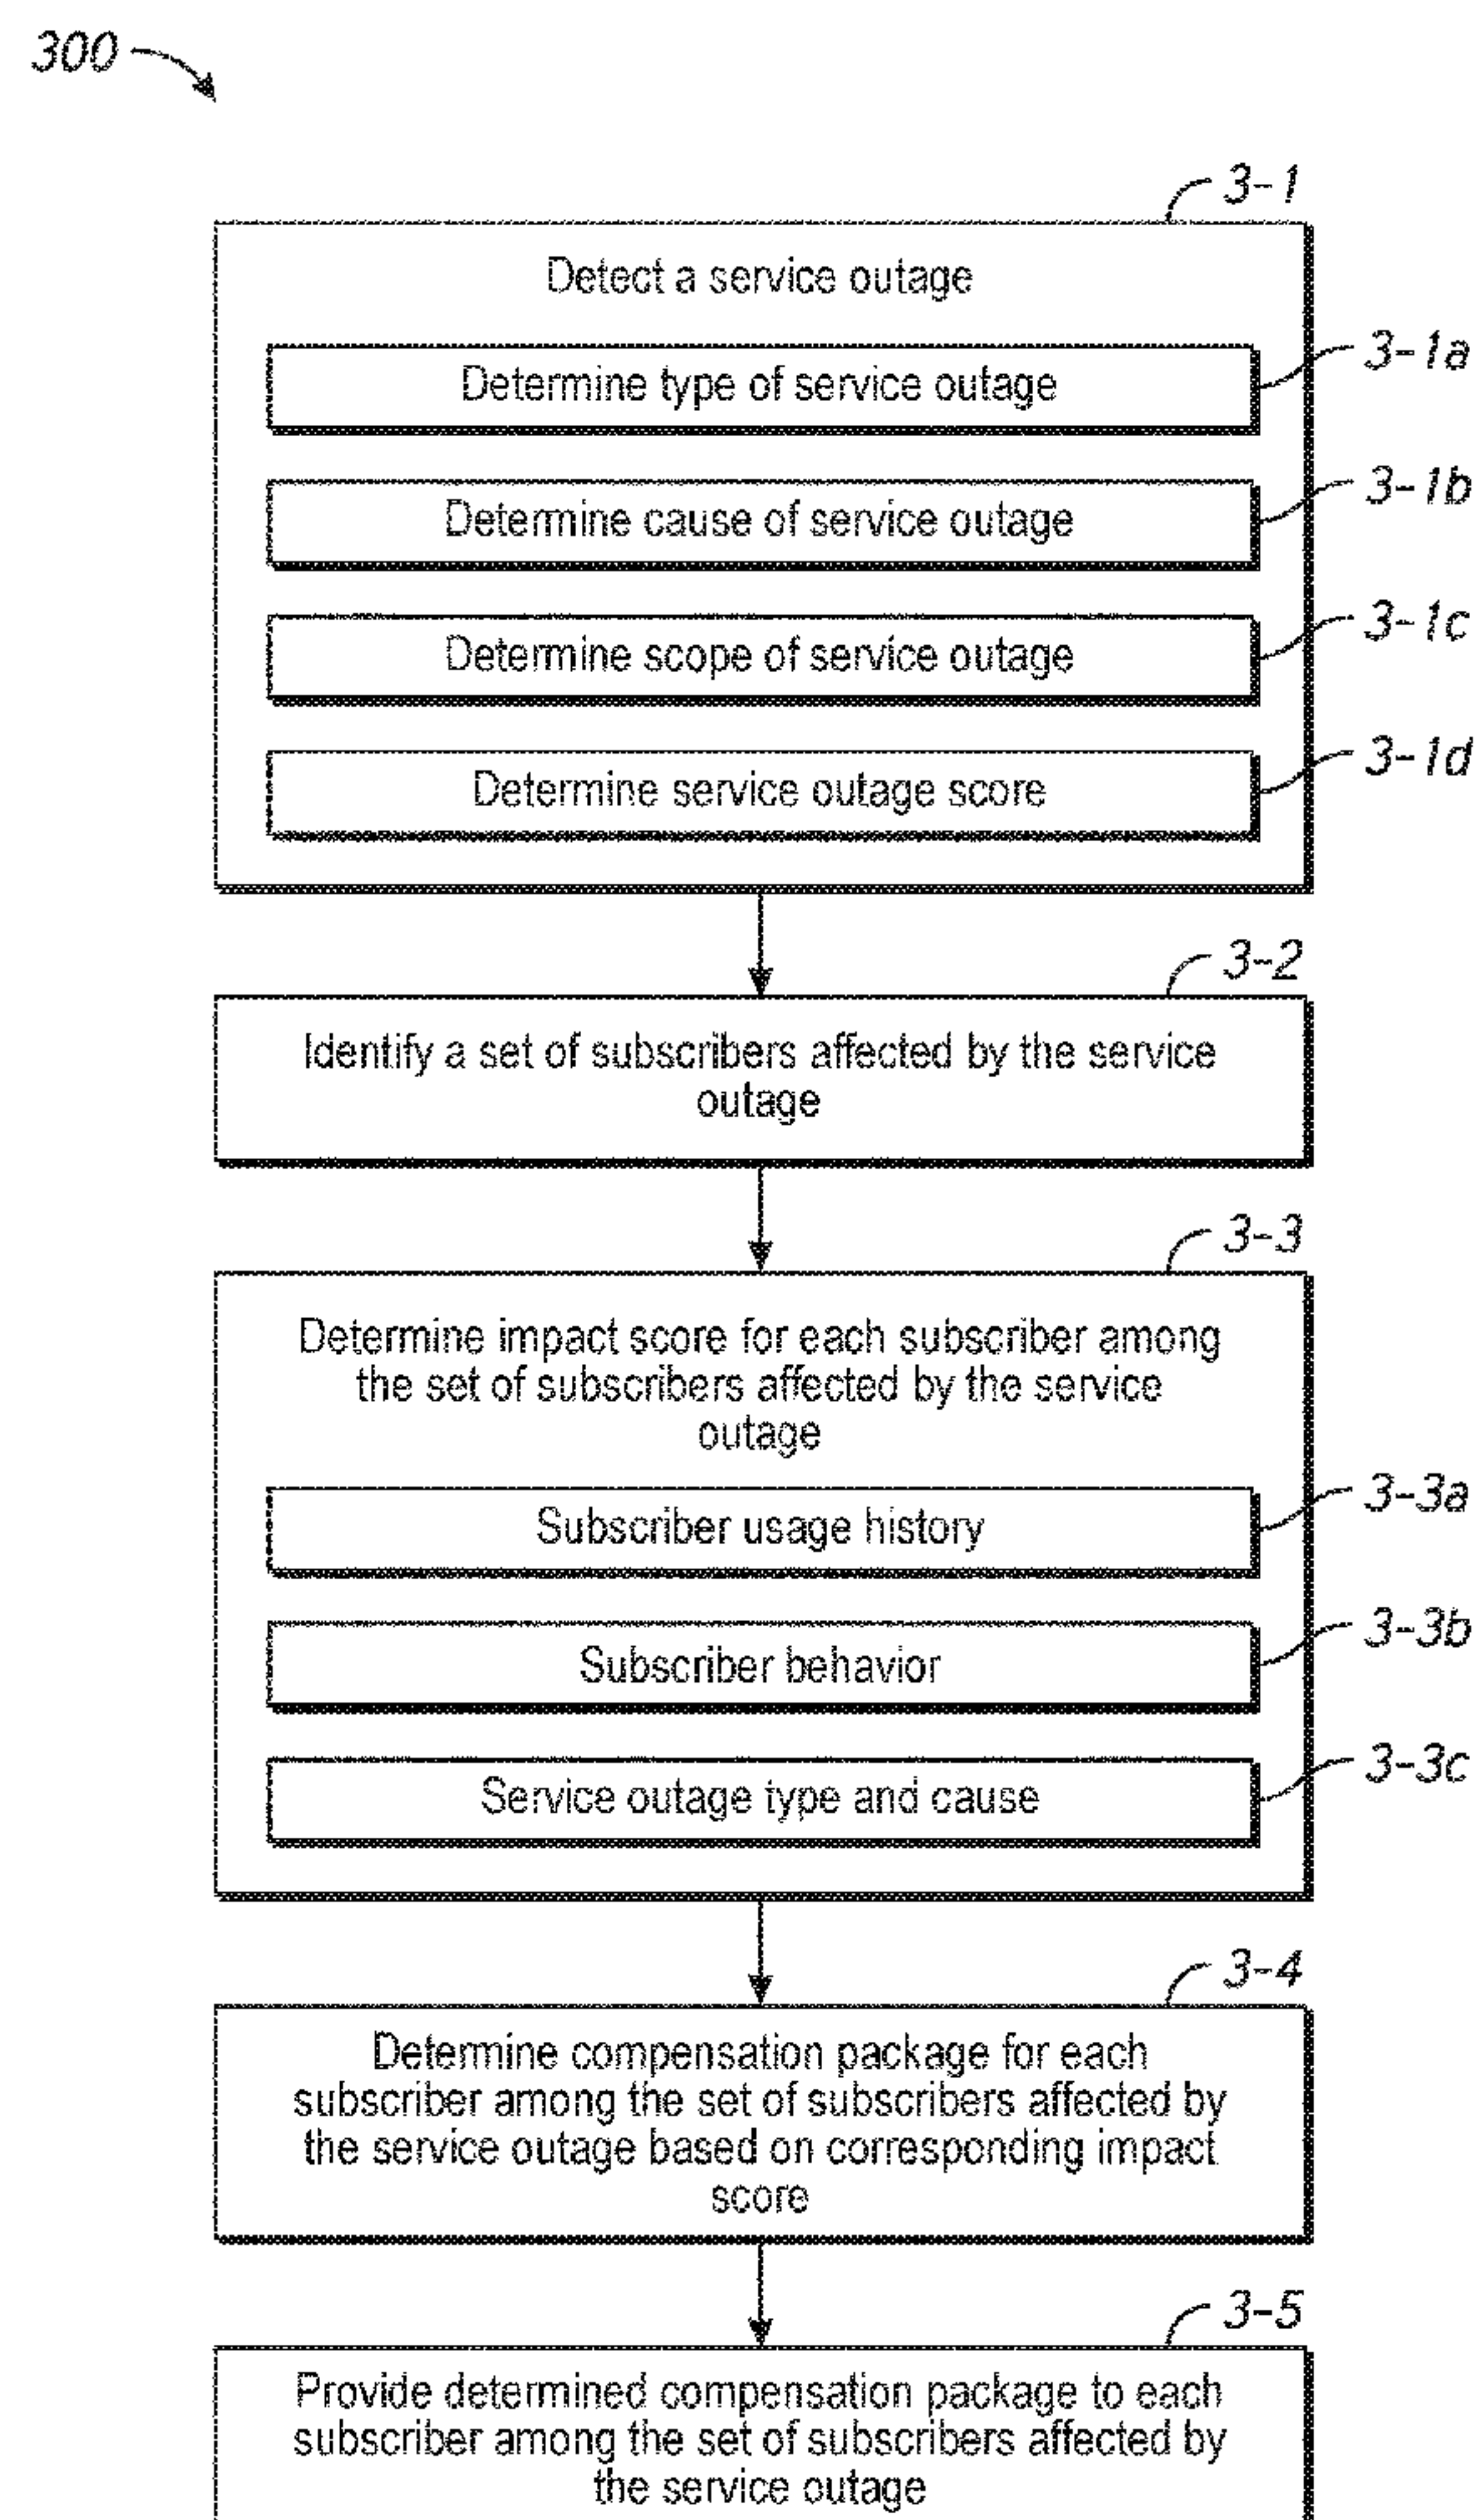 300
3-1
Detect a service outage
3-1a
Determine type of service outage
3-1b
Determine cause of service outage
3-1c
Determine scope of service outage
3-1d
Determine service outage score
3-2
Identify a set of subscribers affected by the service
outage
3-3
Determine impact score for each subscriber among
the set of subscribers affected by the service
outage
3-3a
Subscriber usage history
3-3b
Subscriber behavior
3-3c
Service outage type and cause
3-4
Determine compensation package for each
subscriber among the set of subscribers affected by
the service outage based on corresponding impact
score
3-5
Provide determined compensation package to each
subscriber among the set of subscribers affected by
the service outage